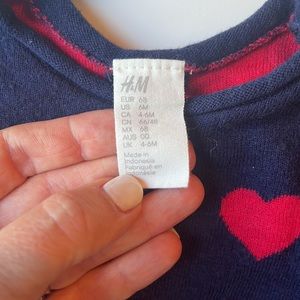 H&M
EUR 68
US 6M
CA 4-6M
CN 66/48
MX 68
AUS 00
UK 4-6M
Made in
Indonesia
Fabriqué en
Indonésie